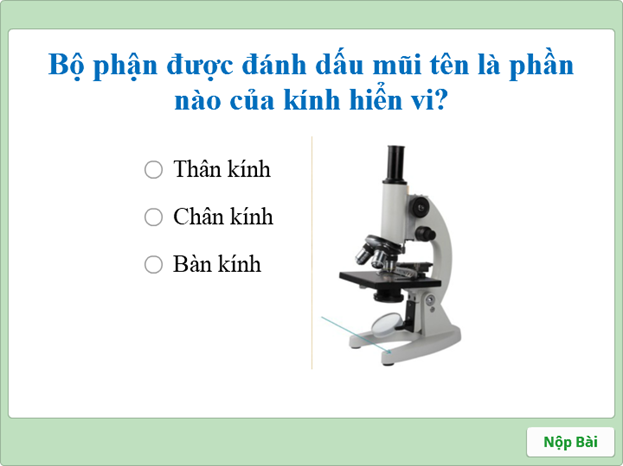 Bộ phận được đánh dấu mũi tên là phần
nào của kính hiển vi?
Thân kính
Chân kính
Bàn kính
Nộp Bài